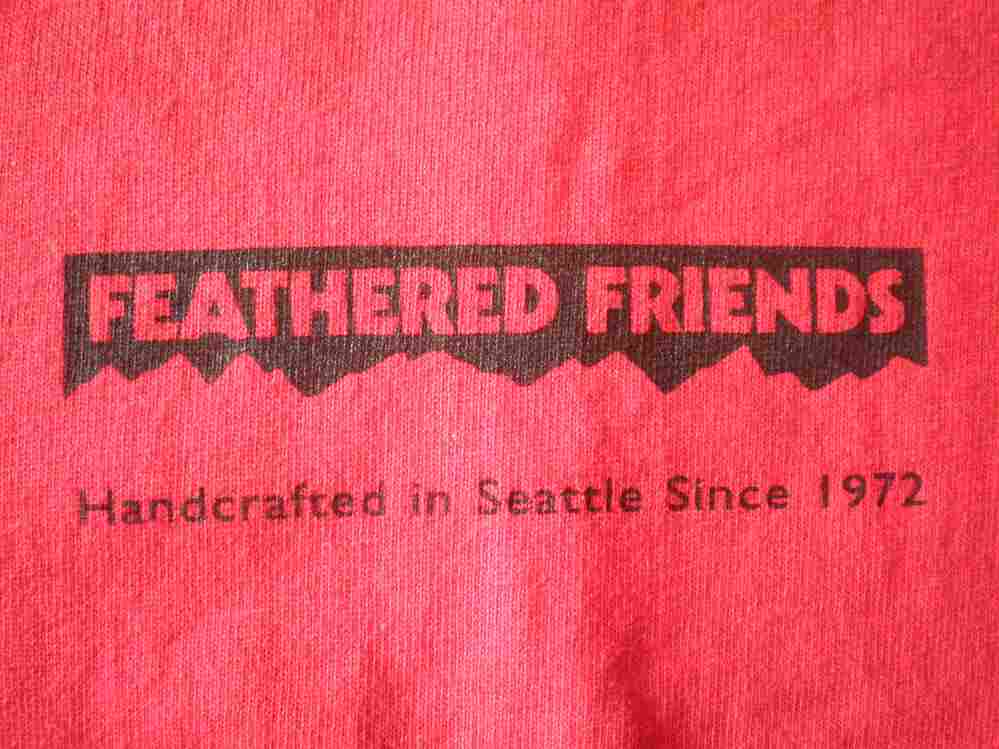 FEATHERED FRIENDS
Handcrafted in Seattle Since 1972